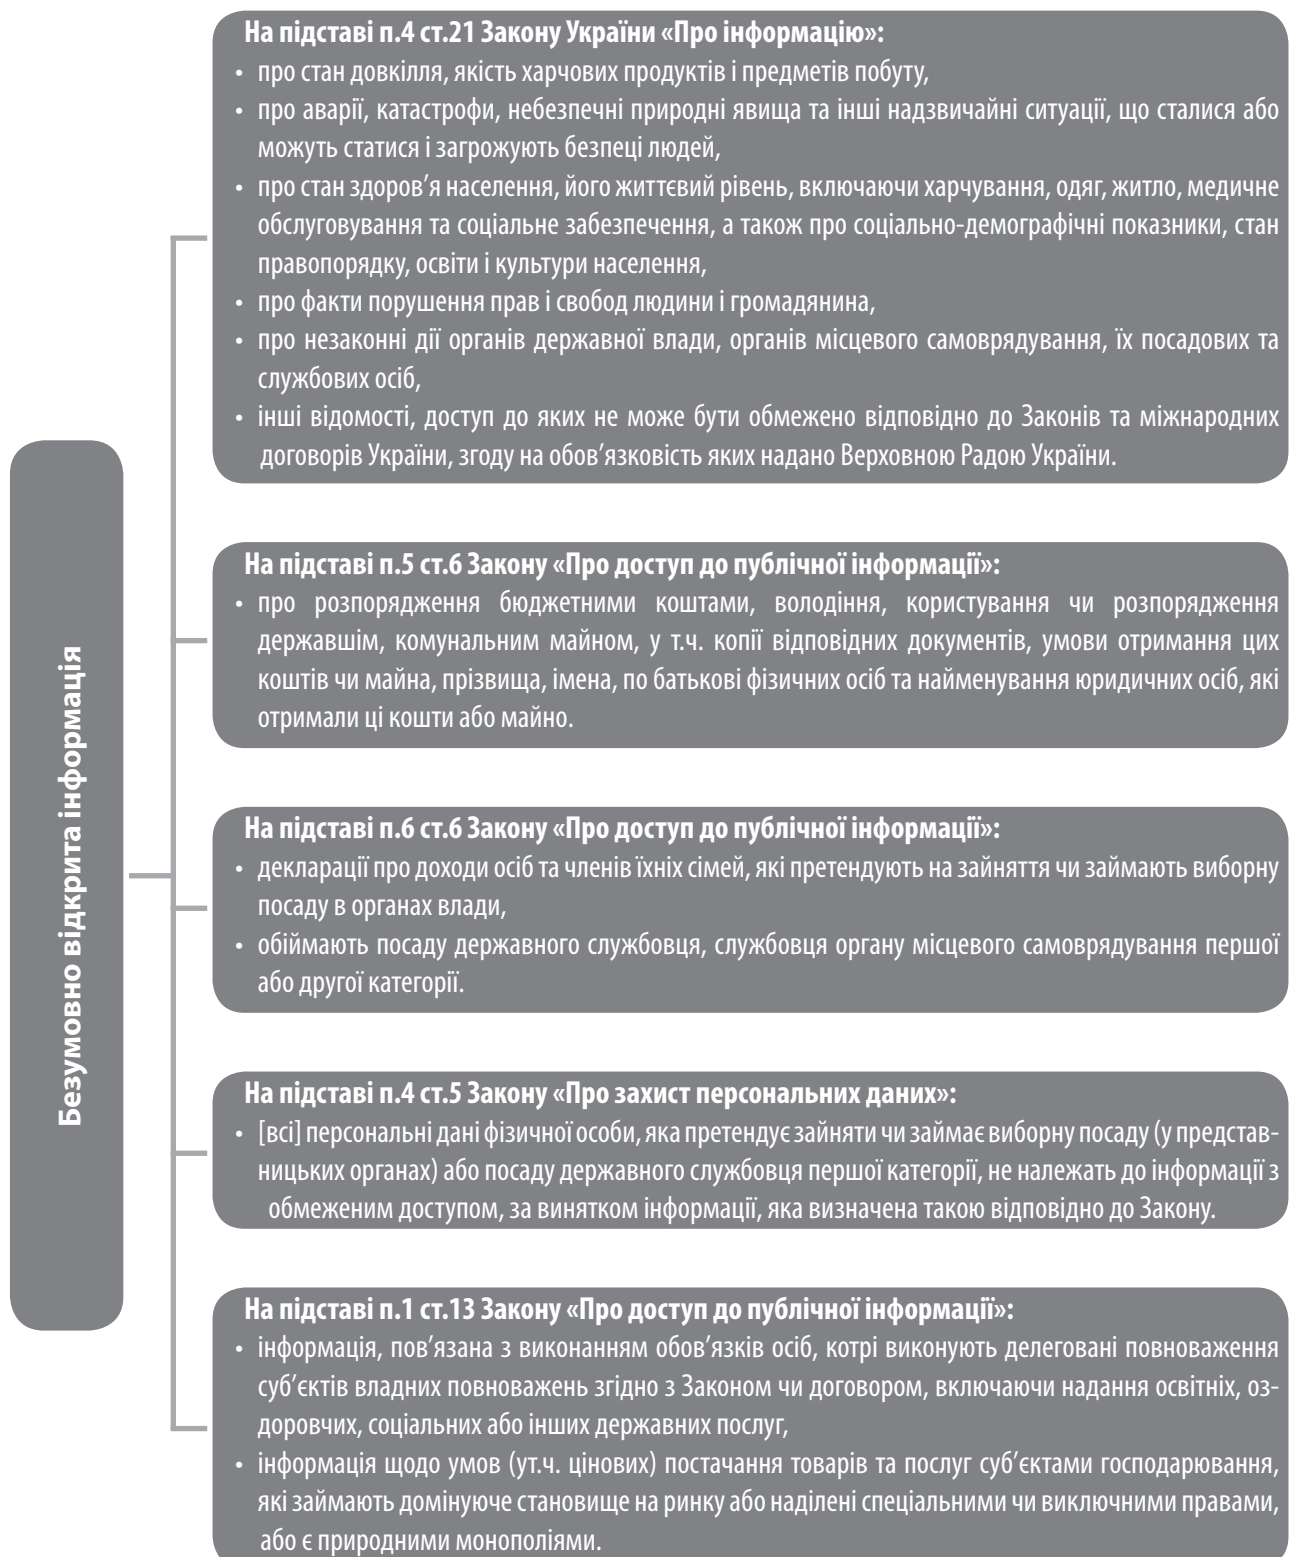 На підставі п.4 ст.21 Закону України «Про інформацію»:
• про стан довкілля, якість харчових продуктів і предметів побуту,
• про аварії, катастрофи, небезпечні природні явища та інші надзвичайні ситуації, що сталися або
можуть статися і загрожують безпеці людей,
• про стан здоров’я населення, його життєвий рівень, включаючи харчування, одяг, житло, медичне
обслуговування та соціальне забезпечення, а також про соціально-демографічні показники, стан
правопорядку, освіти і культури населення,
• про факти порушення прав і свобод людини і громадянина,
• про незаконні дії органів державної влади, органів місцевого самоврядування, їх посадових та
службових осіб,
• інші відомості, доступ до яких не може бути обмежено відповідно до Законів та міжнародних
договорів України, згоду на обов’язковість яких надано Верховною Радою України.
Безумовно відкрита інформація
На підставі п.5 ст.6 Закону «Про доступ до публічної інформації»:
• про розпорядження бюджетними коштами, володіння, користування чи розпорядження
державшім, комунальним майном, у т.ч. копії відповідних документів, умови отримання цих
коштів чи майна, прізвища, імена, по батькові фізичних осіб та найменування юридичних осіб, які
отримали ці кошти або майно.
На підставі п.6 ст.6 Закону «Про доступ до публічної інформації»:
• декларації про доходи осіб та членів їхніх сімей, які претендують на зайняття чи займають виборну
посаду в органах влади,
• обіймають посаду державного службовця, службовця органу місцевого самоврядування першої
або другої категорії.
На підставі п.4 ст.5 Закону «Про захист персональних даних»:
• [всі] персональні дані фізичної особи, яка претендує зайняти чи займає виборну посаду (у представ-
ницьких органах) або посаду державного службовця першої категорії, не належать до інформації з
обмеженим доступом, за винятком інформації, яка визначена такою відповідно до Закону.
На підставі п.1 ст.13 Закону «Про доступ до публічної інформації»:
• інформація, пов’язана з виконанням обов’язків осіб, котрі виконують делеговані повноваження
суб’єктів владних повноважень згідно з Законом чи договором, включаючи надання освітніх, оз-
доровчих, соціальних або інших державних послуг,
• інформація щодо умов (ут.ч. цінових) постачання товарів та послуг суб’єктами господарювання,
які займають домінуюче становище на ринку або наділені спеціальними чи виключними правами,
або є природними монополіями.